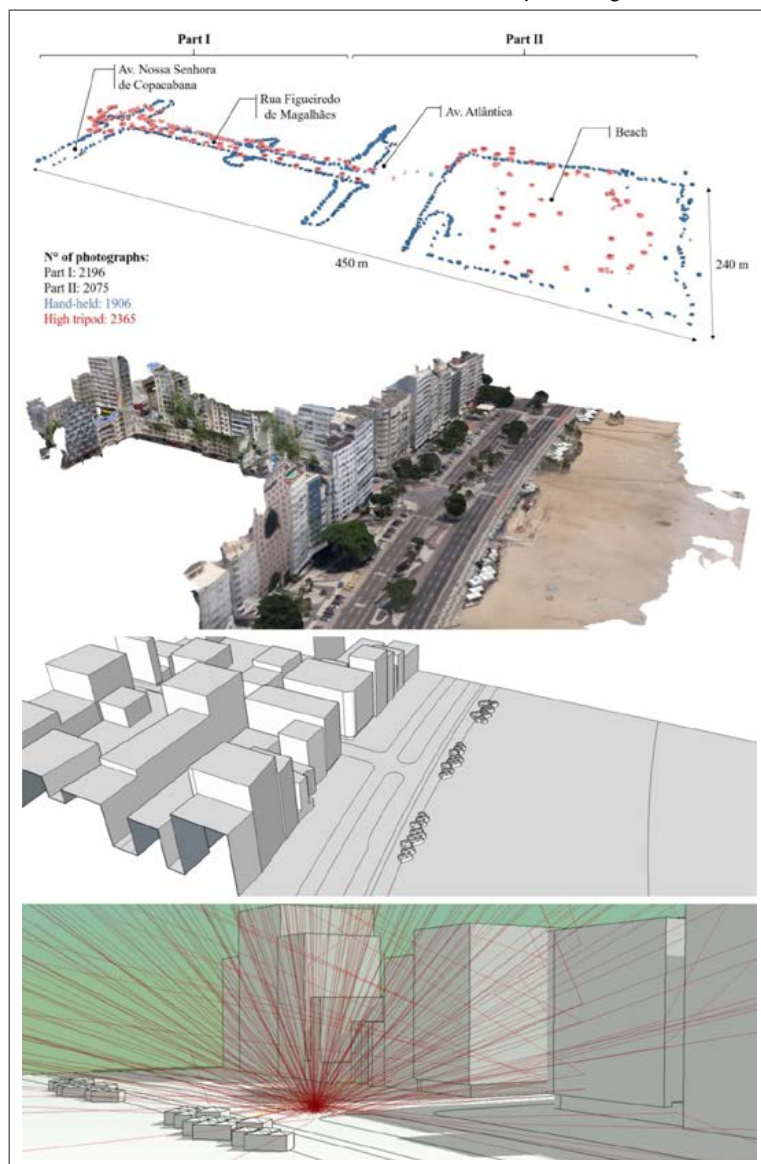 Part I
Part II
Av. Nossa Senhora
de Copacabana
Rua Figueiredo
de Magalhães
Av. Atlântica
Beach
N° of photographs:
Part I: 2196
Part II: 2075
Hand-held: 1906
High tripod: 2365
450 m
240 m